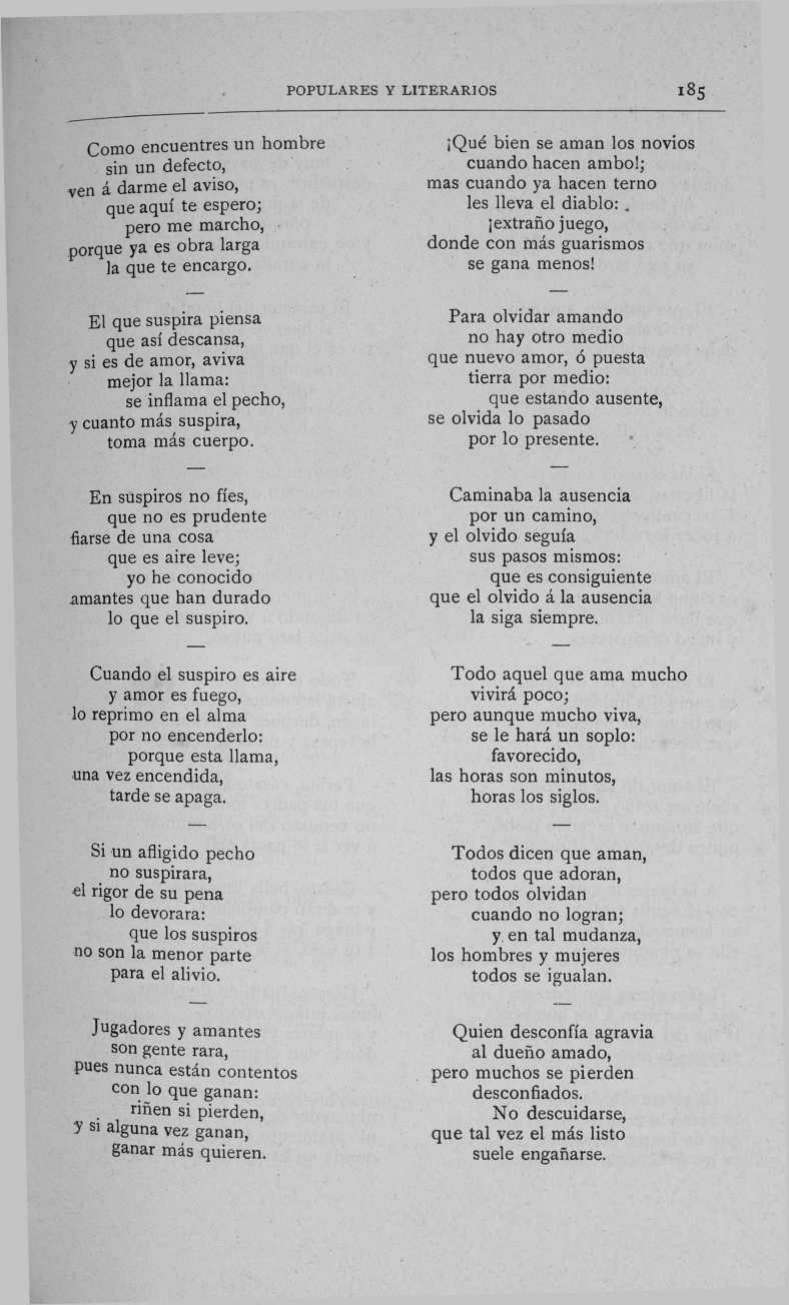 POPULARES Y LITERARIOS 185
Como encuentres un hombre
sin un defecto,
ven á darme el aviso,
que aquí te espero;
pero me marcho,
porque ya es obra larga
la que te encargo.
—
El que suspira piensa
que así descansa,
y si es de amor, aviva
mejor la llama:
se inflama el pecho,
y cuanto más suspira,
toma más cuerpo.
—
En suspiros no fíes,
que no es prudente
fiarse de una cosa
que es aire leve;
yo he conocido
amantes que han durado
lo que el suspiro.
—
Cuando el suspiro es aire
y amor es fuego,
lo reprimo en el alma
por no encenderlo:
porque esta llama,
una vez encendida,
tarde se apaga.
—
Si un afligido pecho
no suspirara,
el rigor de su pena
lo devorara:
que los suspiros
no son la menor parte
para el alivio.
—
Jugadores y amantes
son gente rara,
pues nunca están contentos
con lo que ganan:
riñen si pierden,
y si alguna vez ganan,
ganar más quieren.
¡Qué bien se aman los novios
cuando hacen ambo!;
mas cuando ya hacen terno
les lleva el diablo:
¡extraño juego,
donde con más guarismos
se gana menos!
—
Para olvidar amando
no hay otro medio
que nuevo amor, ó puesta
tierra por medio:
que estando ausente,
se olvida lo pasado
por lo presente.
—
Caminaba la ausencia
por un camino,
y el olvido seguía
sus pasos mismos:
que es consiguiente
que el olvido á la ausencia
la siga siempre.
—
Todo aquel que ama mucho
vivirá poco;
pero aunque mucho viva,
se le hará un soplo:
favorecido,
las horas son minutos,
horas los siglos.
—
Todos dicen que aman,
todos que adoran,
pero todos olvidan
cuando no logran;
y en tal mudanza,
los hombres y mujeres
todos se igualan.
—
Quien desconfía agravia
al dueño amado,
pero muchos se pierden
desconfiados.
No descuidarse,
que tal vez el más listo
suele engañarse.